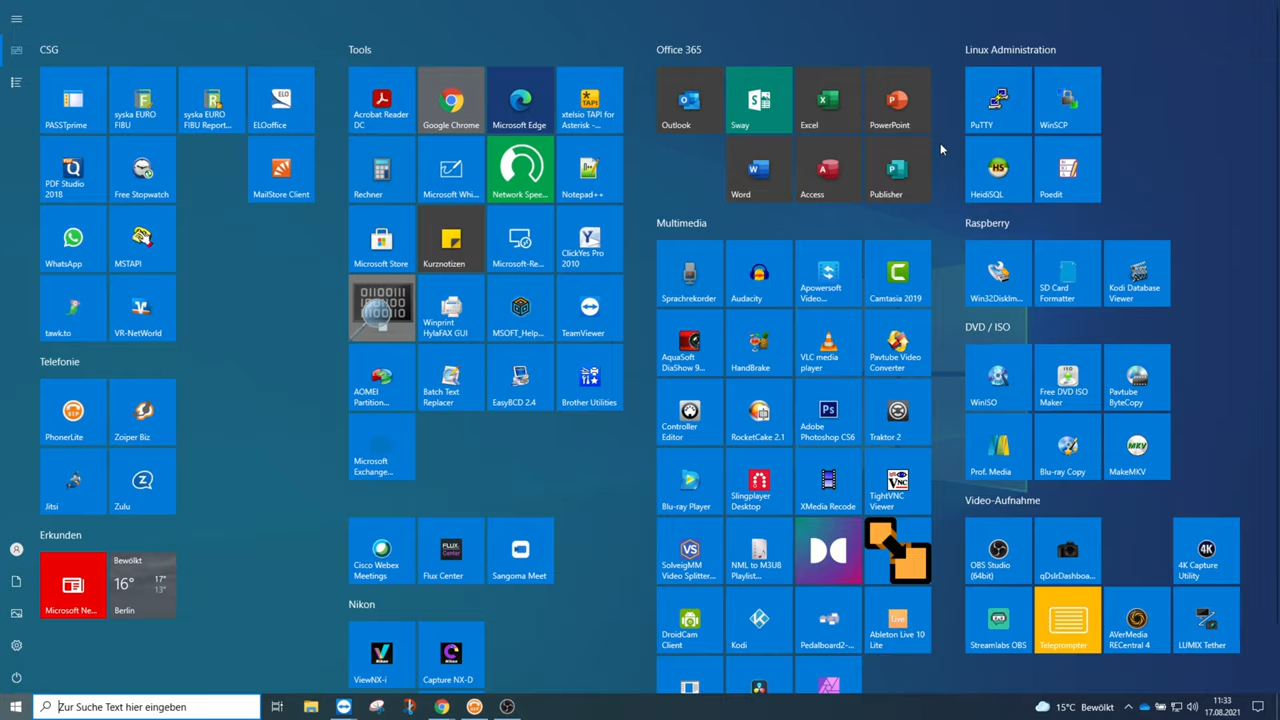 CSG
PASSTprime
syska EURO
FIBU
syska EURO
FIBU Report...
ELOoffice
PDF Studio
2018
Free Stopwatch
MailStore Client
WhatsApp
MSTAPI
tawk.to
VR-NetWorld
Telefonie
PhonerLite
Zoiper Biz
Jitsi
Zulu
Erkunden
Microsoft Ne...
Bewölkt
16°
17°
13°
Berlin
Tools
Acrobat Reader
DC
Google Chrome
Microsoft Edge
xtelsio TAPI for
Asterisk -...
Rechner
Microsoft Whi...
Network Spee...
Notepad++
Microsoft Store
Kurznotizen
Microsoft-Re...
ClickYes Pro
2010
Winprint
HylaFAX GUI
MSOFT_Help...
TeamViewer
AOMEI
Partition...
Batch Text
Replacer
EasyBCD 2.4
Brother Utilities
Microsoft
Exchange...
Cisco Webex
Meetings
Flux Center
Sangoma Meet
Nikon
ViewNX-i
Capture NX-D
Office 365
Outlook
Sway
Excel
PowerPoint
Word
Access
Publisher
Multimedia
Sprachrekorder
Audacity
Apowersoft
Video...
Camtasia 2019
AquaSoft
DiaShow 9...
HandBrake
VLC media
player
Pavtube Video
Converter
Controller
Editor
RocketCake 2.1
Adobe
Photoshop CS6
Traktor 2
Blu-ray Player
Slingplayer
Desktop
XMedia Recode
TightVNC
Viewer
SolveigMM
Video Splitter...
NML to M3U8
Playlist...
DroidCam
Client
Kodi
Pedalboard2-...
Ableton Live 10
Lite
Linux Administration
PuTTY
WinSCP
HeidiSQL
Poedit
Raspberry
Win32DiskIm...
SD Card
Formatter
Kodi Database
Viewer
DVD / ISO
WinISO
Free DVD ISO
Maker
Pavtube
ByteCopy
Prof. Media
Blu-ray Copy
MakeMKV
Video-Aufnahme
OBS Studio
(64bit)
qDslrDashboa...
4K Capture
Utility
Streamlabs OBS
Teleprompter
AVerMedia
RECentral 4
LUMIX Tether
Zur Suche Text hier eingeben
15°C Bewölkt
11:33
17.08.2021